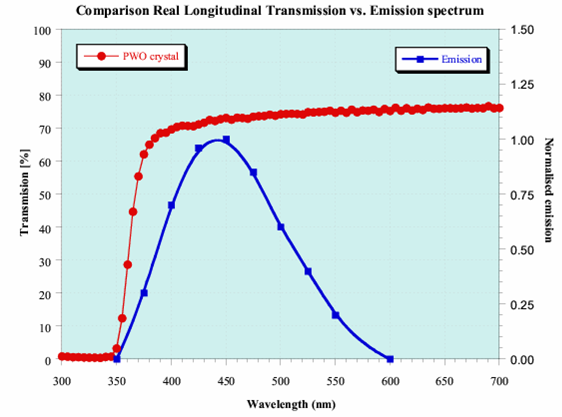 Comparison Real Longitudinal Transmission vs. Emission spectrum
PWO crystal
Emission
Transmision [%]
100
90
80
70
60
50
40
30
20
10
0
1.50
1.25
1.00
0.75
0.50
0.25
0.00
Normalised emission
300 350 400 450 500 550 600 650 700
Wavelength (nm)